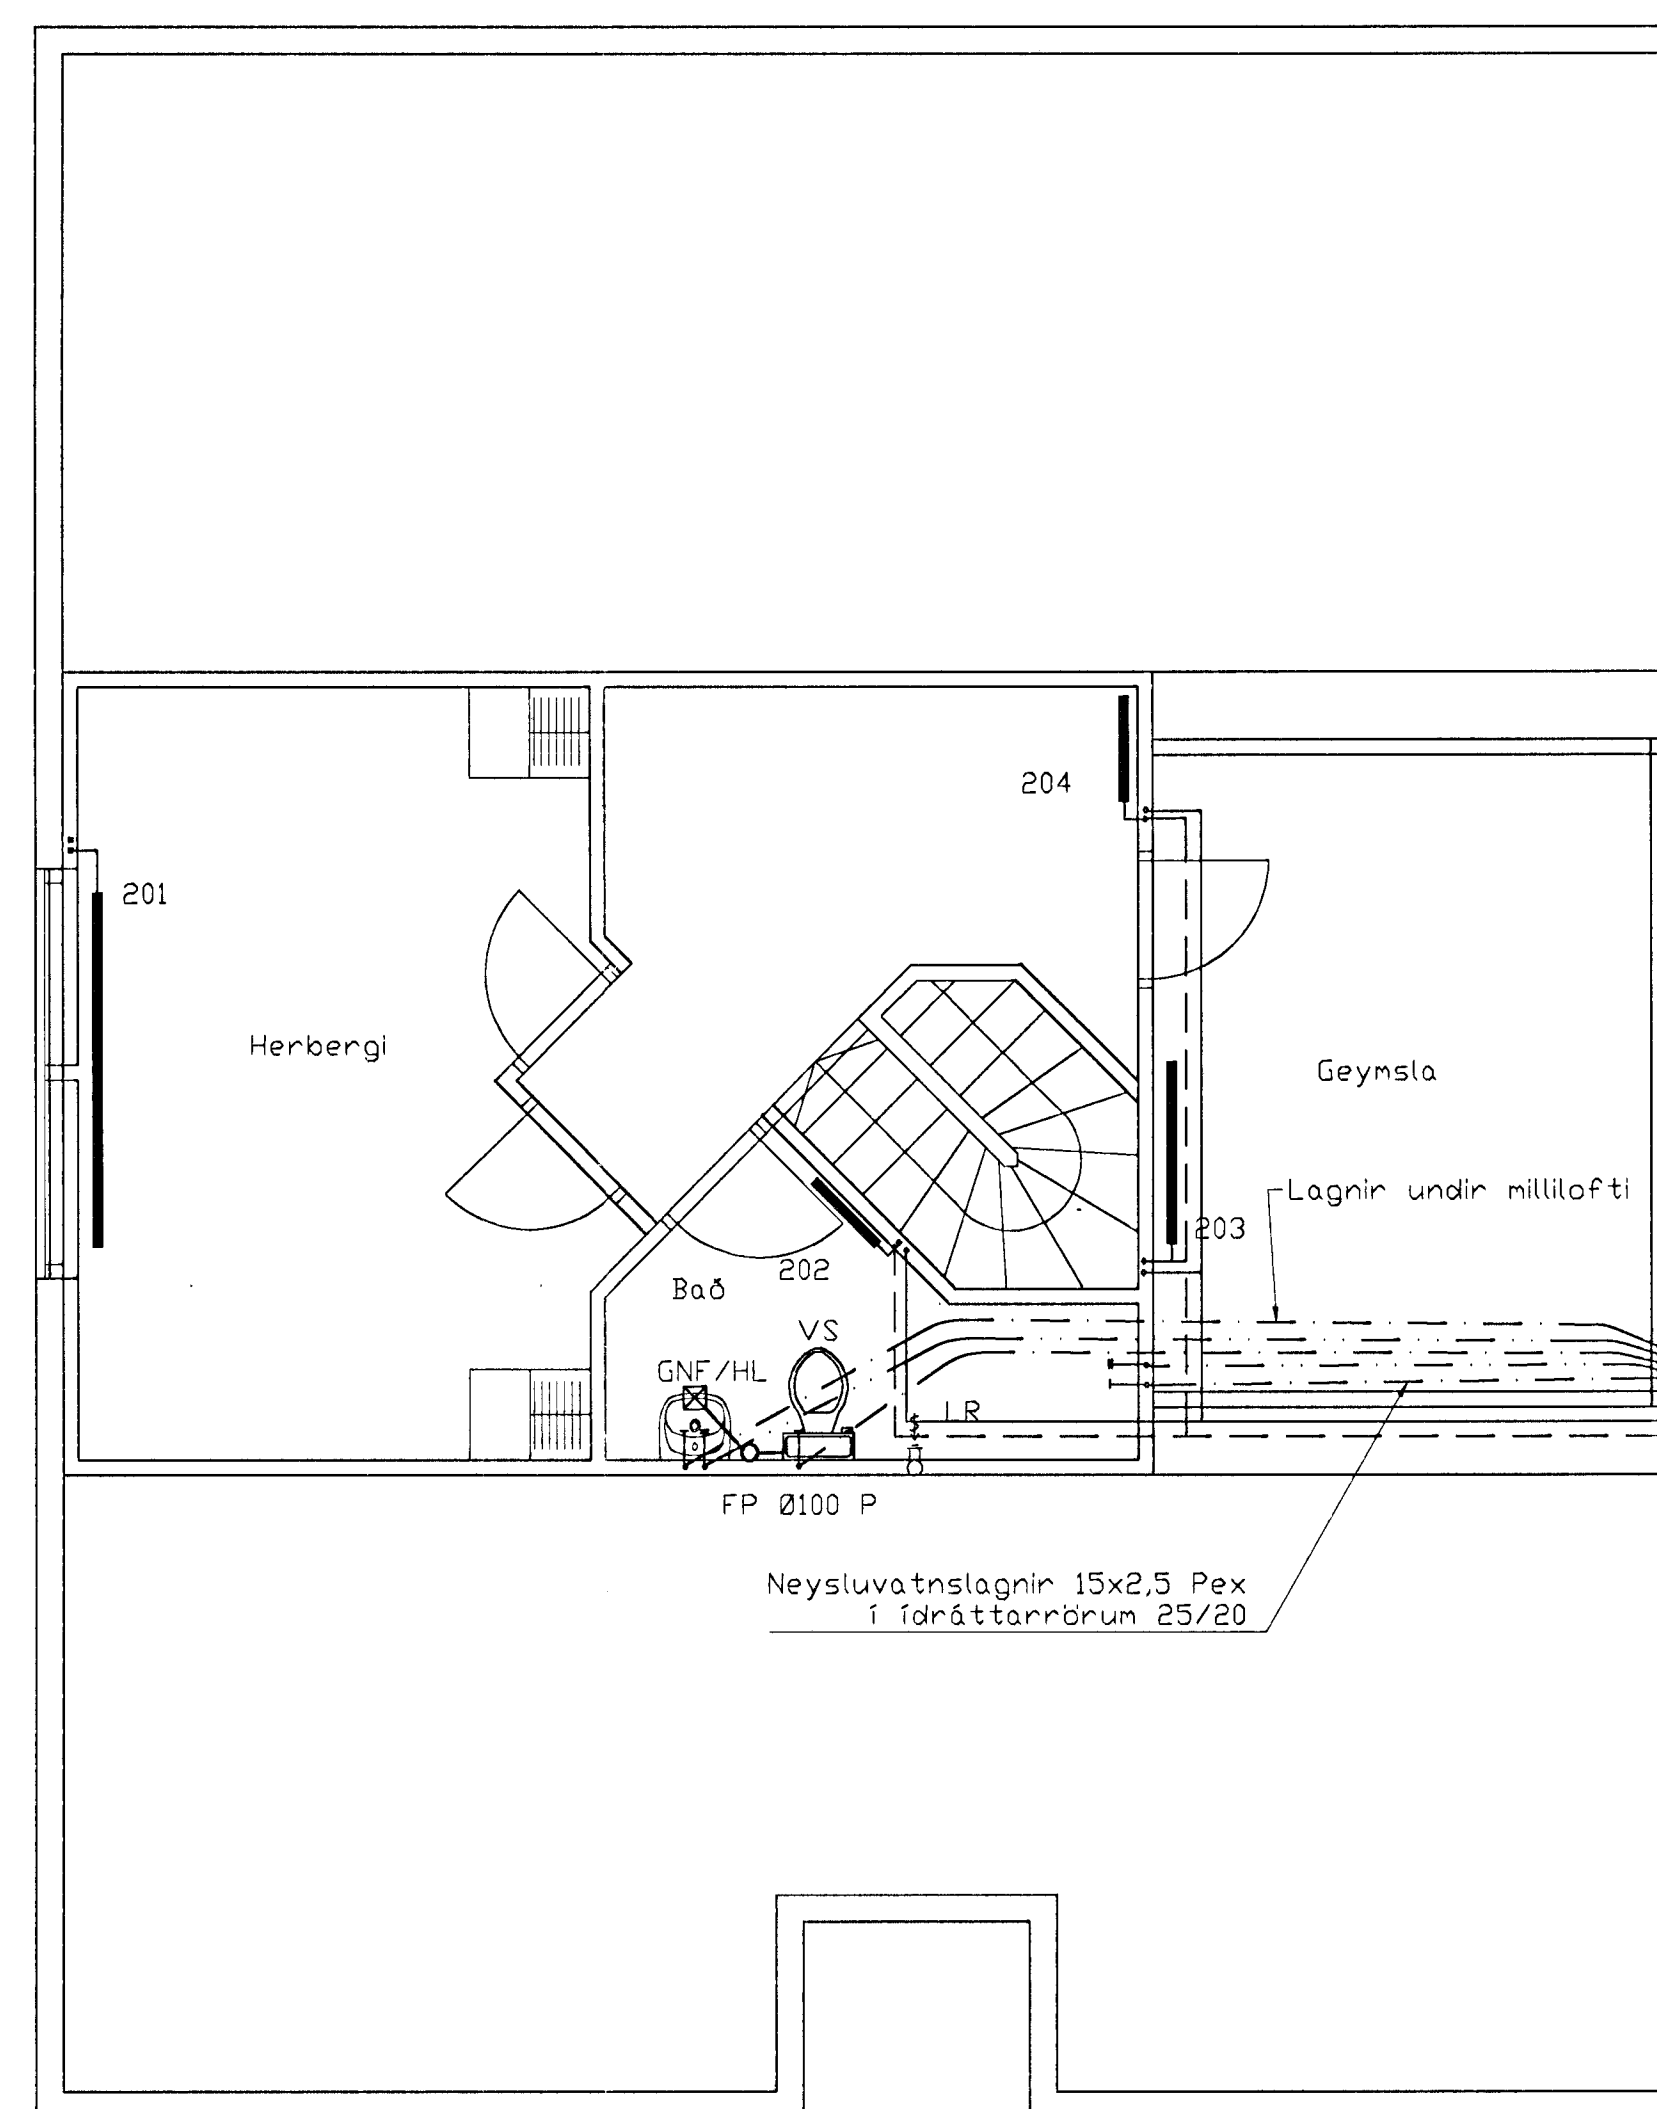 204
201
Herbergi
Geymsla
Lagnir undir millilofti
203
202
Bað
VS
GNF/HL
LR
FP Ø100 P
Neysluvatnslagnir 15x2,5 Pex
í ídráttarrörum 25/20